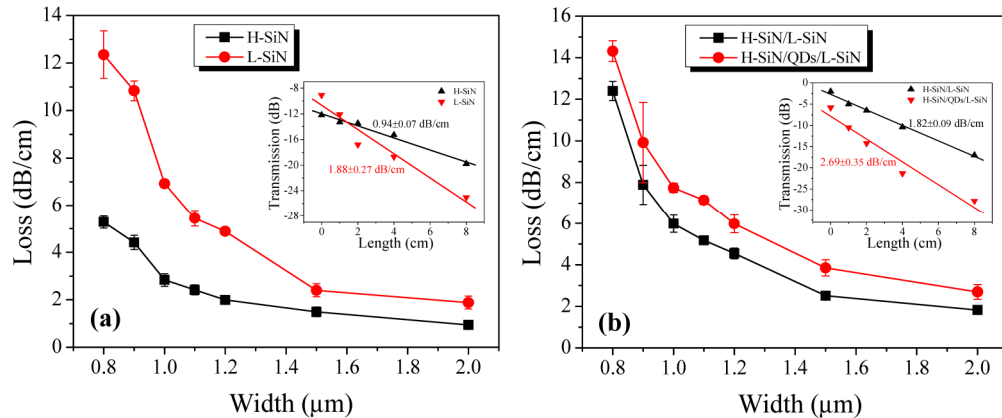 14
12
10
8
6
4
2
0
Loss (dB/cm)
H-SiN
L-SiN
-8
-12
-16
-20
-24
-28
Transmission (dB)
H-SiN
L-SiN
0.94±0.07 dB/cm
1.88±0.27 dB/cm
0 2 4 6 8
Length (cm)
(a)
0.8 1.0 1.2 1.4 1.6 1.8 2.0
Width (μm)
16
14
12
10
8
6
4
2
0
Loss (dB/cm)
H-SiN/L-SiN
H-SiN/QDs/L-SiN
0
-5
-10
-15
-20
-25
-30
Transmission (dB)
H-SiN/L-SiN
H-SiN/QDs/L-SiN
1.82±0.09 dB/cm
2.69±0.35 dB/cm
0 2 4 6 8
Length (cm)
(b)
0.8 1.0 1.2 1.4 1.6 1.8 2.0
Width (μm)